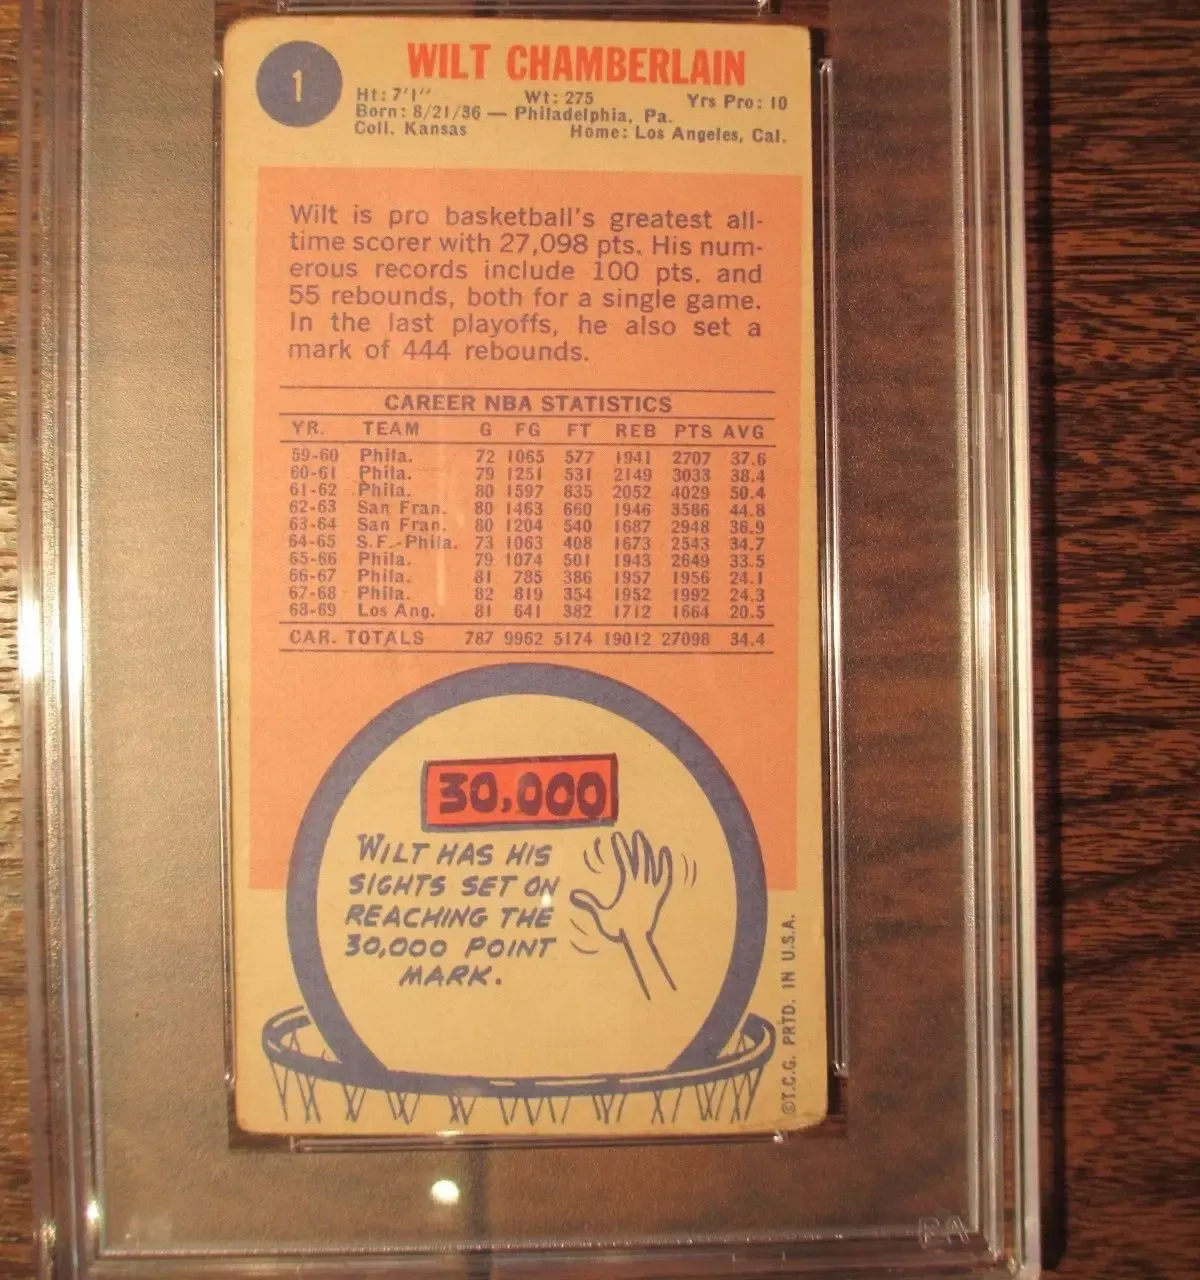 1
WILT CHAMBERLAIN
Ht: 7'1" Wt: 275 Yrs Pro: 10
Born: 8/21/36 — Philadelphia, Pa.
Coll. Kansas Home: Los Angeles, Cal.
Wilt is pro basketball's greatest all-
time scorer with 27,098 pts. His num-
erous records include 100 pts. and
55 rebounds, both for a single game.
In the last playoffs, he also set a
mark of 444 rebounds.
CAREER NBA STATISTICS
YR. TEAM G FG FT REB PTS AVG
59-60 Phila. 72 1065 577 1941 2707 37.6
60-61 Phila. 79 1251 531 2149 3033 38.4
61-62 Phila. 80 1597 835 2052 4029 50.4
62-63 San Fran. 80 1463 660 1946 3586 44.8
63-64 San Fran. 80 1204 540 1687 2948 36.9
64-65 S.F.-Phila. 73 1063 408 1673 2543 34.7
65-66 Phila. 79 1074 501 1943 2649 33.5
66-67 Phila. 81 785 386 1957 1956 24.1
67-68 Phila. 82 819 354 1952 1992 24.3
68-69 Los Ang. 81 641 382 1712 1664 20.5
CAR. TOTALS 787 9962 5174 19012 27098 34.4
30,000
WILT HAS HIS
SIGHTS SET ON
REACHING THE
30,000 POINT
MARK.
©T.C.G. PRTD. IN U.S.A.